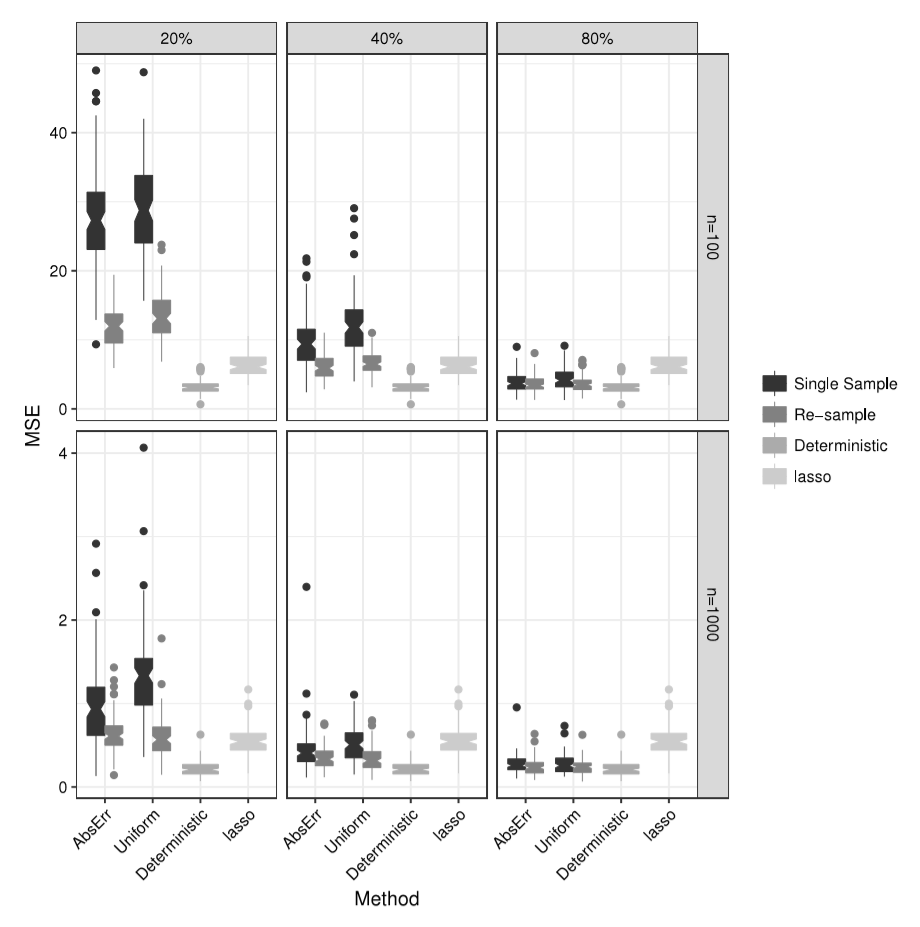 20%
40%
80%
40
20
0
n=100
MSE
4
2
0
n=1000
AbsErr
Uniform
Deterministic
lasso
AbsErr
Uniform
Deterministic
lasso
AbsErr
Uniform
Deterministic
lasso
Method
Single Sample
Re−sample
Deterministic
lasso